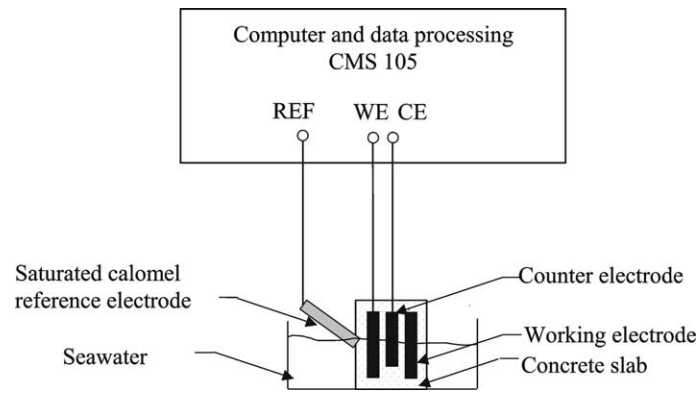 Computer and data processing
CMS 105
REF WE CE
Saturated calomel
reference electrode
Counter electrode
Working electrode
Seawater
Concrete slab